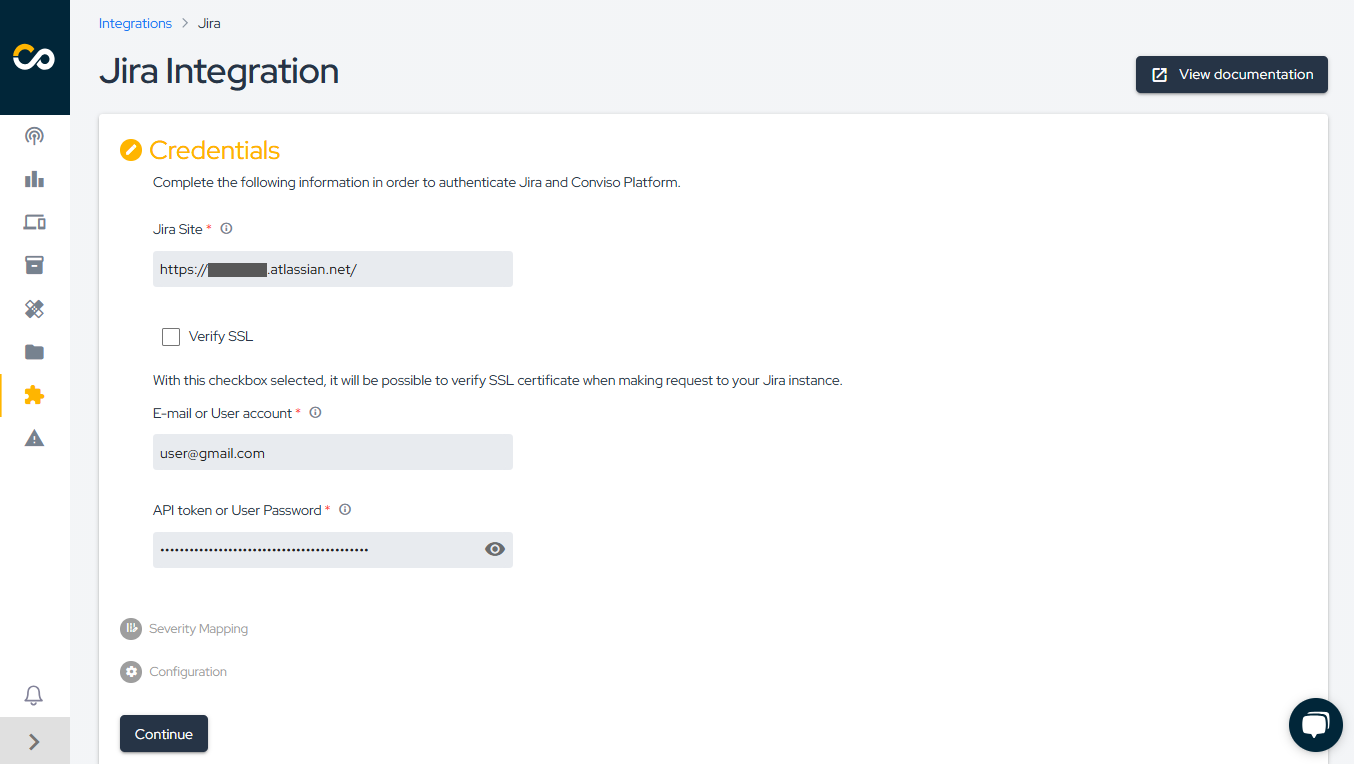 Integrations > Jira
Jira Integration
View documentation
Credentials
Complete the following information in order to authenticate Jira and Conviso Platform.
Jira Site *
https:// .atlassian.net/
Verify SSL
With this checkbox selected, it will be possible to verify SSL certificate when making request to your Jira instance.
E-mail or User account *
user@gmail.com
API token or User Password *
Severity Mapping
Configuration
Continue